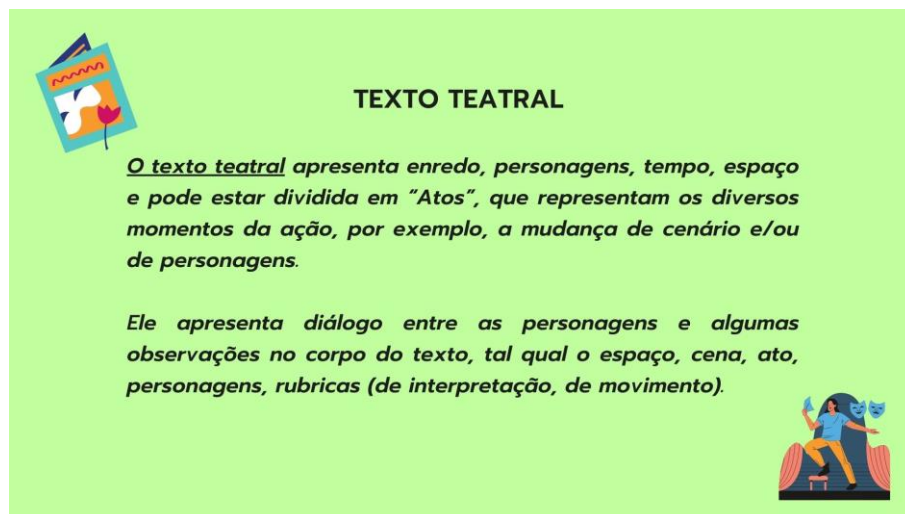 TEXTO TEATRAL
O texto teatral apresenta enredo, personagens, tempo, espaço
e pode estar dividida em “Atos”, que representam os diversos
momentos da ação, por exemplo, a mudança de cenário e/ou
de personagens.
Ele apresenta diálogo entre as personagens e algumas
observações no corpo do texto, tal qual o espaço, cena, ato,
personagens, rubricas (de interpretação, de movimento).